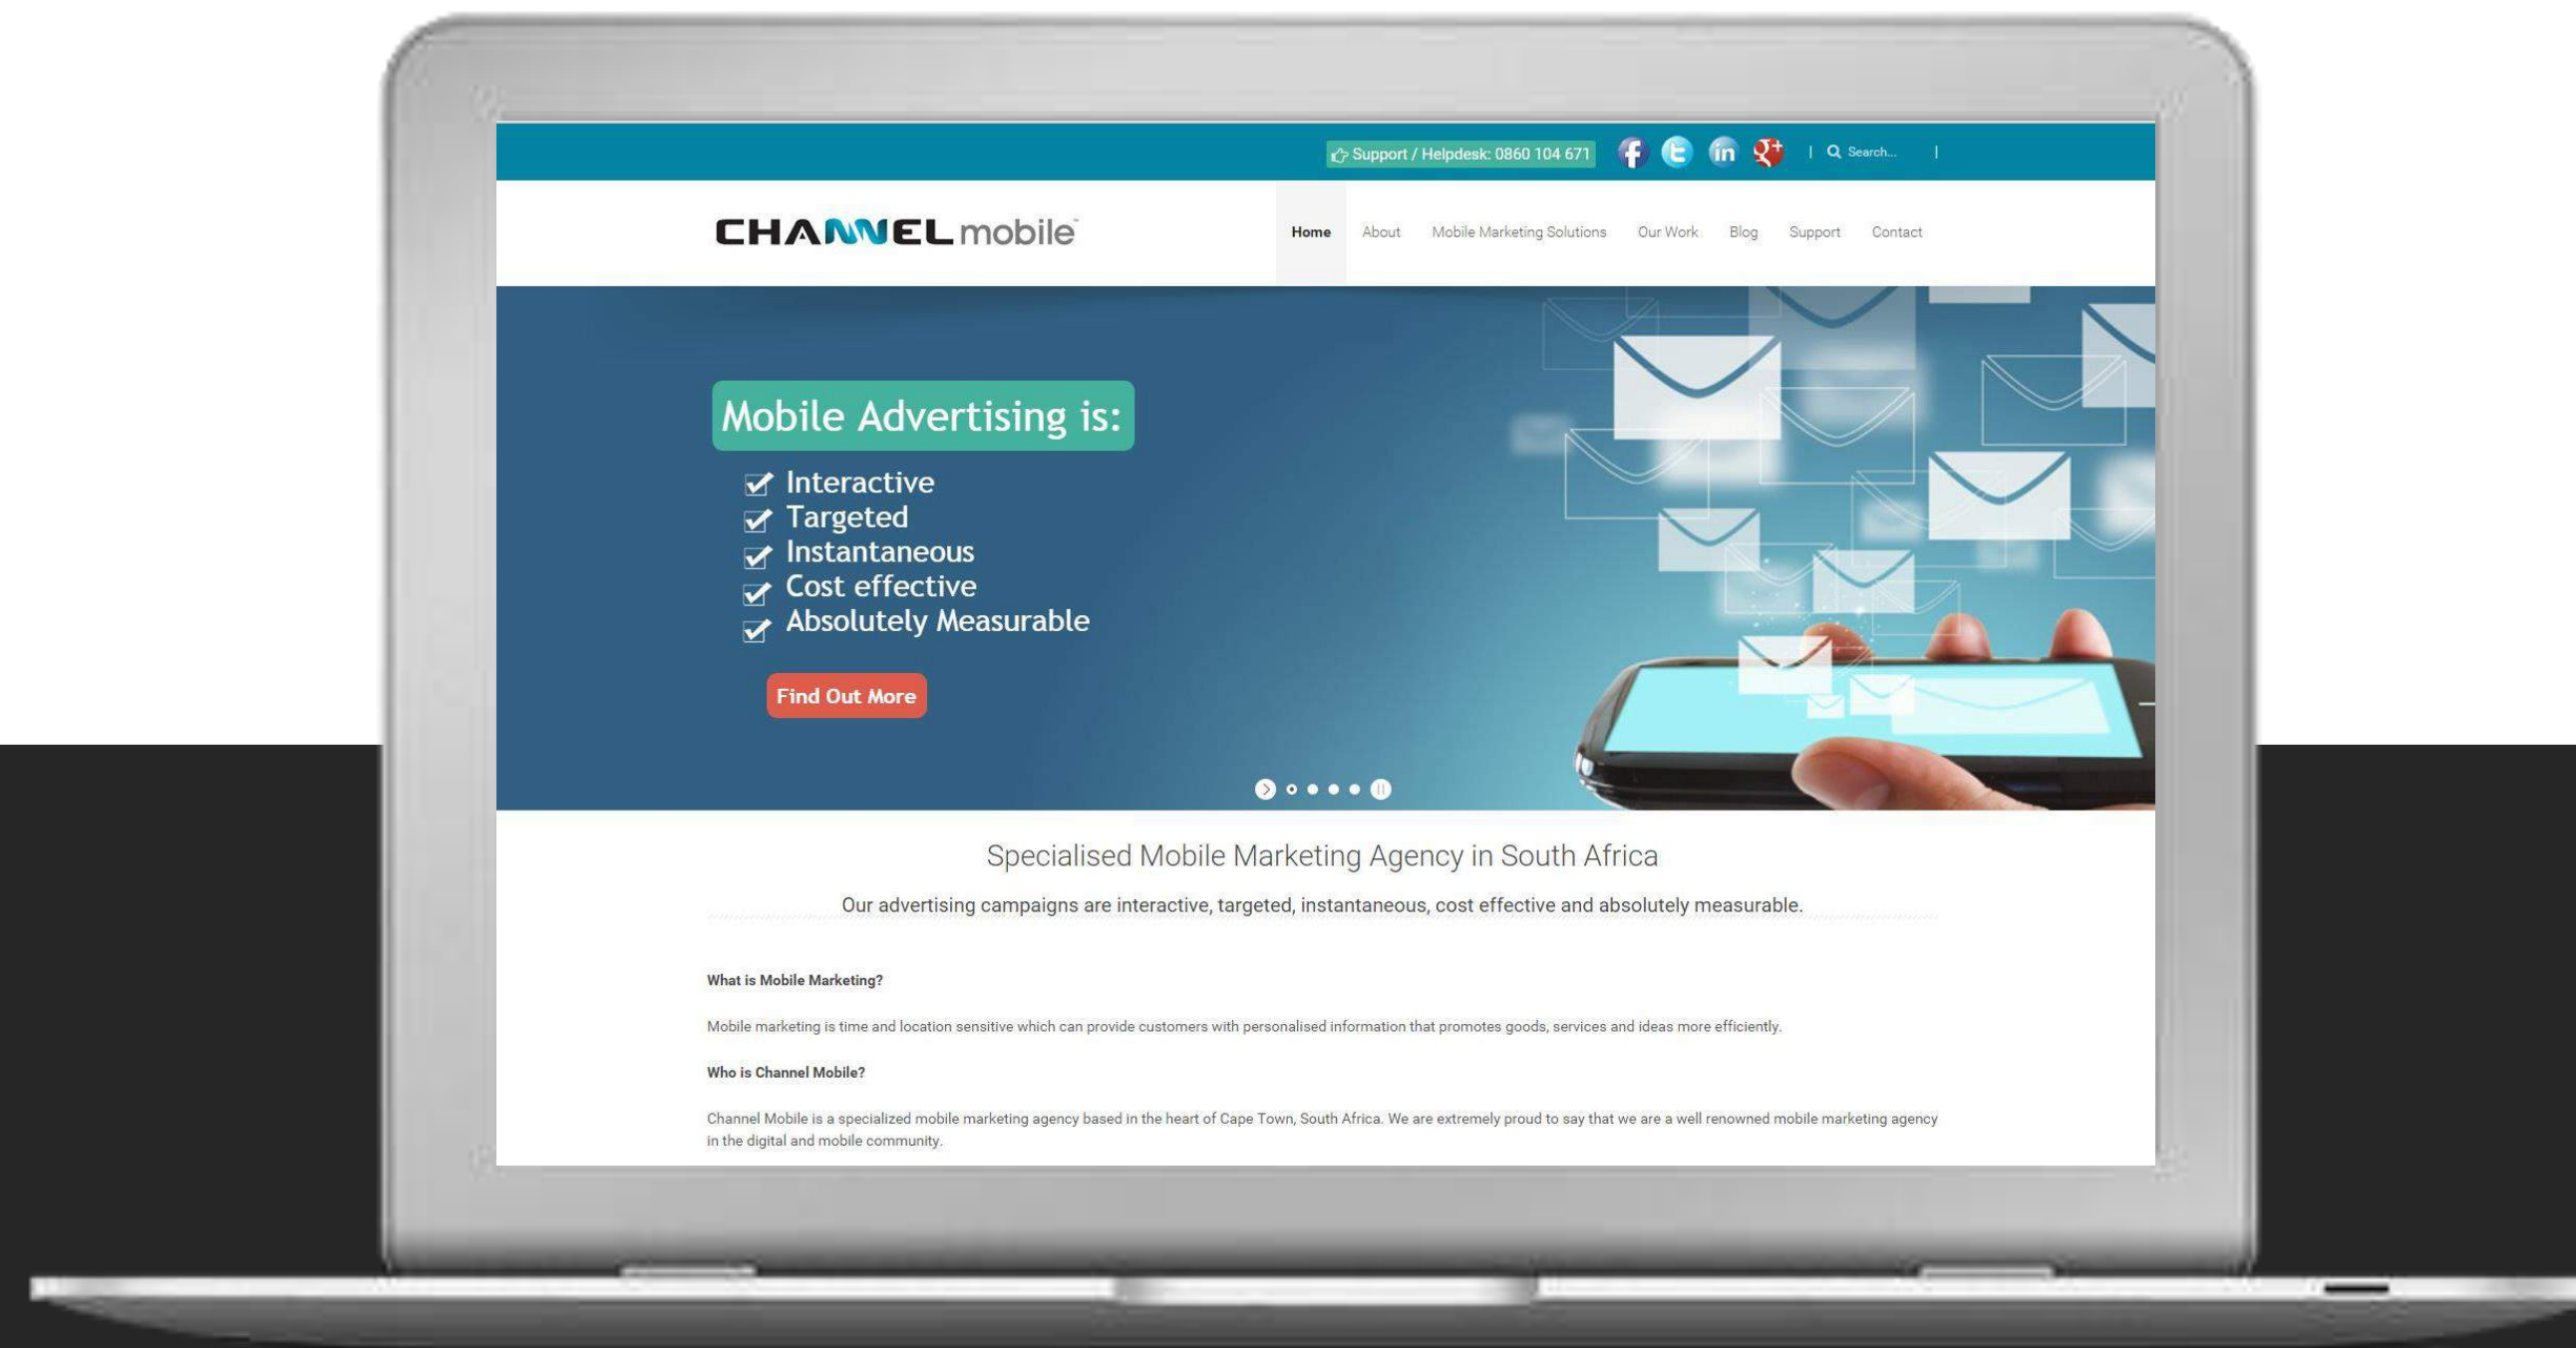 Support / Helpdesk: 0860 104 671
Search...
CHANNEL mobile™
Home About Mobile Marketing Solutions Our Work Blog Support Contact
Mobile Advertising is:
Interactive
Targeted
Instantaneous
Cost effective
Absolutely Measurable
Find Out More
Specialised Mobile Marketing Agency in South Africa
Our advertising campaigns are interactive, targeted, instantaneous, cost effective and absolutely measurable.
What is Mobile Marketing?
Mobile marketing is time and location sensitive which can provide customers with personalised information that promotes goods, services and ideas more efficiently.
Who is Channel Mobile?
Channel Mobile is a specialized mobile marketing agency based in the heart of Cape Town, South Africa. We are extremely proud to say that we are a well renowned mobile marketing agency
in the digital and mobile community.